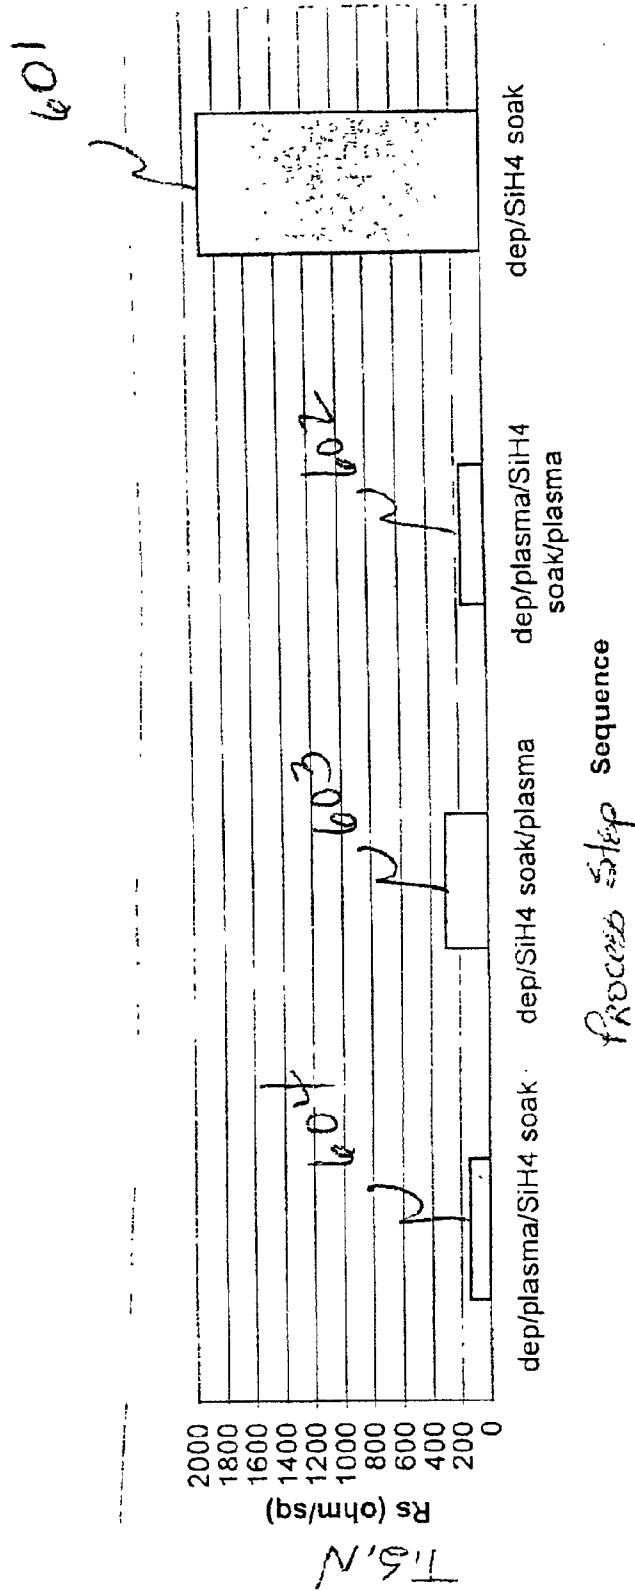 601
602
603
604
2000
1800
1600
1400
1200
1000
800
600
400
200
0
Rs (ohm/sq)
TiSiN
dep/plasma/SiH4 soak
dep/SiH4 soak/plasma
dep/plasma/SiH4
soak/plasma
dep/SiH4 soak
Process Step Sequence